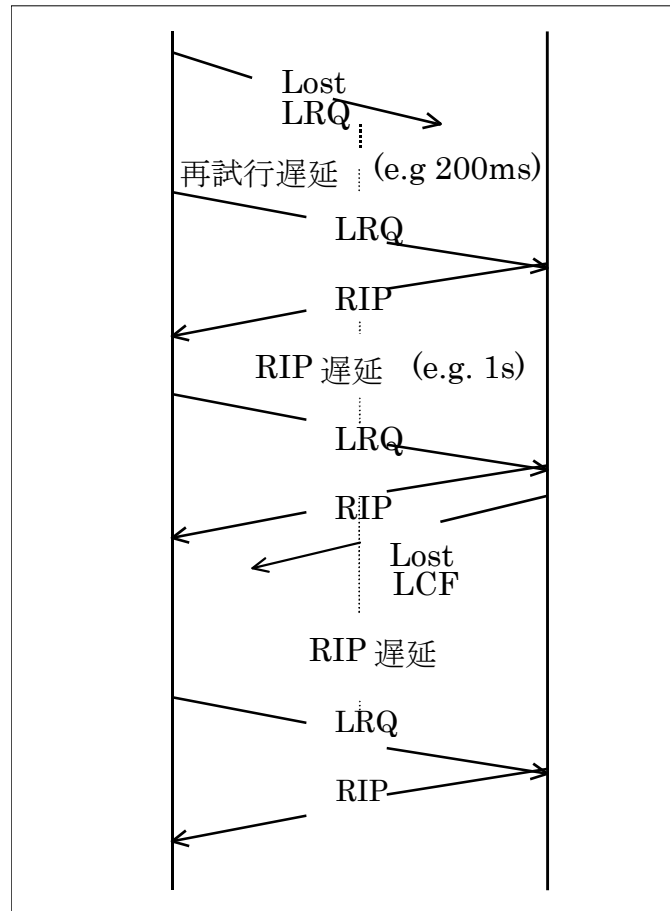 Lost
LRQ
再試行遅延 (e.g 200ms)
LRQ
RIP
RIP 遅延 (e.g. 1s)
LRQ
RIP
Lost
LCF
RIP 遅延
LRQ
RIP